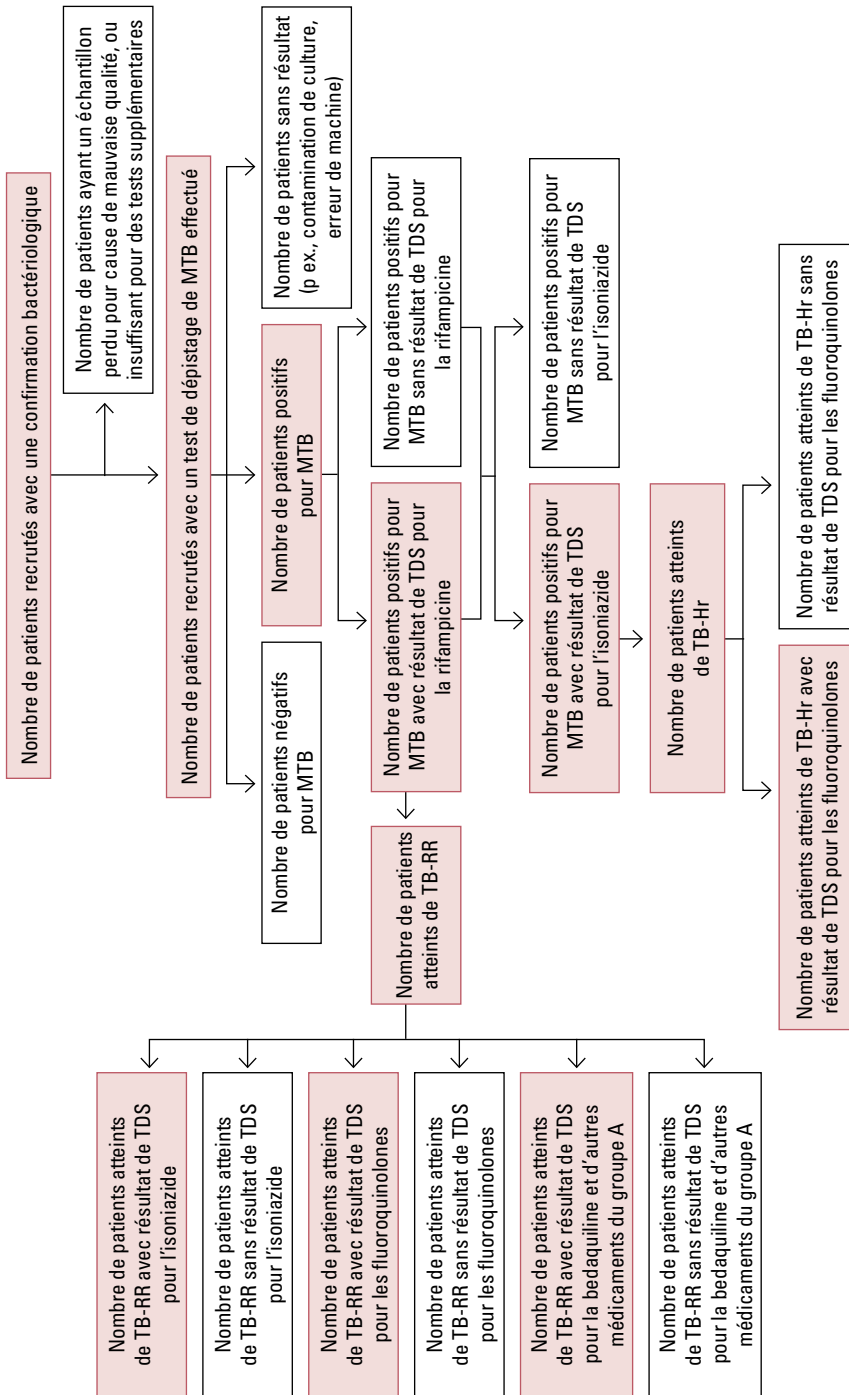 Nombre de patients recrutés avec une confirmation bactériologique
Nombre de patients ayant un échantillon
perdu pour cause de mauvaise qualité, ou
insuffisant pour des tests supplémentaires
Nombre de patients recrutés avec un test de dépistage de MTB effectué
Nombre de patients négatifs
pour MTB
Nombre de patients positifs
pour MTB
Nombre de patients sans résultat
(p ex., contamination de culture,
erreur de machine)
Nombre de patients
atteints de TB-RR
Nombre de patients positifs pour
MTB avec résultat de TDS pour
la rifampicine
Nombre de patients positifs pour
MTB sans résultat de TDS pour
la rifampicine
Nombre de patients positifs pour
MTB avec résultat de TDS
pour l'isoniazide
Nombre de patients positifs pour
MTB sans résultat de TDS
pour l'isoniazide
Nombre de patients atteints
de TB-Hr
Nombre de patients atteints de TB-Hr avec
résultat de TDS pour les fluoroquinolones
Nombre de patients atteints de TB-Hr sans
résultat de TDS pour les fluoroquinolones
Nombre de patients atteints
de TB-RR avec résultat de TDS
pour l'isoniazide
Nombre de patients atteints
de TB-RR sans résultat de TDS
pour l'isoniazide
Nombre de patients atteints
de TB-RR avec résultat de TDS
pour les fluoroquinolones
Nombre de patients atteints
de TB-RR sans résultat de TDS
pour les fluoroquinolones
Nombre de patients atteints
de TB-RR avec résultat de TDS
pour la bedaquiline et d'autres
médicaments du groupe A
Nombre de patients atteints
de TB-RR sans résultat de TDS
pour la bedaquiline et d'autres
médicaments du groupe A